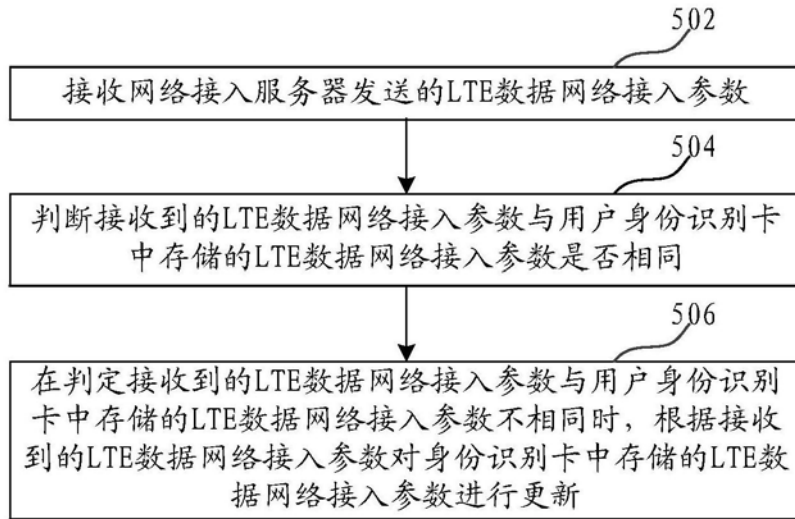 502
接收网络接入服务器发送的LTE数据网络接入参数
504
判断接收到的LTE数据网络接入参数与用户身份识别卡
中存储的LTE数据网络接入参数是否相同
506
在判定接收到的LTE数据网络接入参数与用户身份识别
卡中存储的LTE数据网络接入参数不相同时，根据接收
到的LTE数据网络接入参数对身份识别卡中存储的LTE数
据网络接入参数进行更新